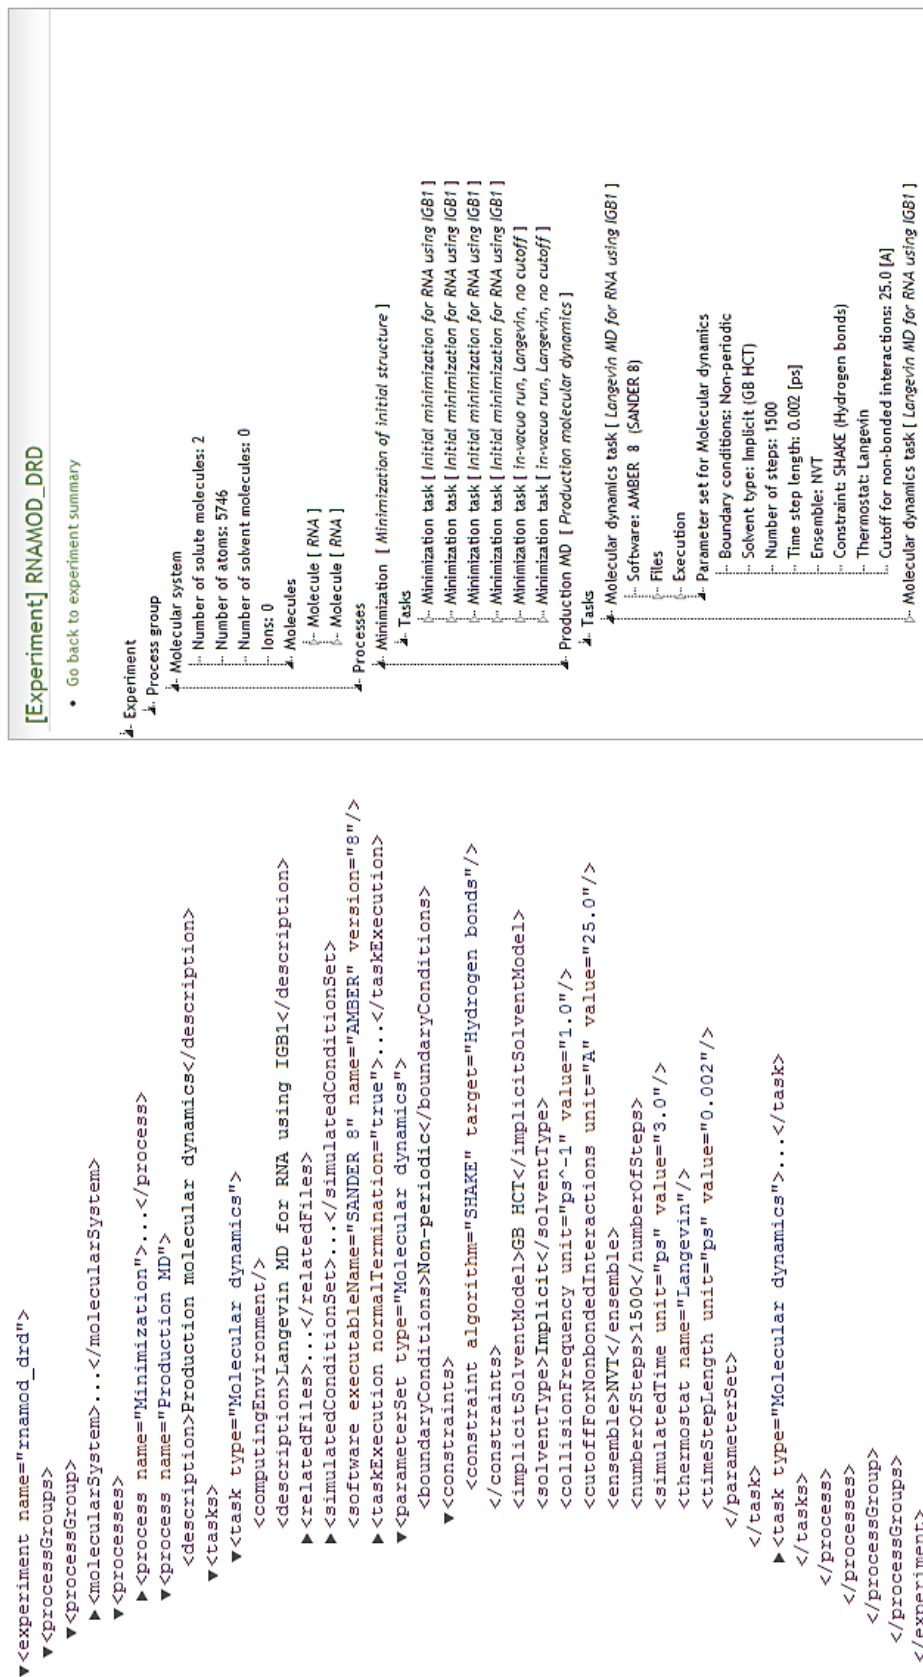 ▼<experiment name="rnamod_drd">
▼<processGroups>
▼<processGroup>
▶<molecularSystem>...</molecularSystem>
▼<processes>
▶<process name="Minimization">...</process>
▼<process name="Production MD">
<description>Production molecular dynamics</description>
▼<tasks>
▼<task type="Molecular dynamics">
<computingEnvironment/>
<description>Langevin MD for RNA using IGB1</description>
▶<relatedFiles>...</relatedFiles>
▶<simulatedConditionSet>...</simulatedConditionSet>
<software executableName="SANDER 8" name="AMBER" version="8"/>
▶<taskExecution normalTermination="true">...</taskExecution>
▼<parameterSet type="Molecular dynamics">
<boundaryConditions>Non-periodic</boundaryConditions>
▼<constraints>
<constraint algorithm="SHAKE" target="Hydrogen bonds"/>
</constraints>
<implicitSolventModel>GB HCT</implicitSolventModel>
<solventType>Implicit</solventType>
<collisionFrequency unit="ps^-1" value="1.0"/>
<cutoffForNonbondedInteractions unit="A" value="25.0"/>
<ensemble>NVT</ensemble>
<numberOfSteps>1500</numberOfSteps>
<simulatedTime unit="ps" value="3.0"/>
<thermostat name="Langevin"/>
<timeStepLength unit="ps" value="0.002"/>
</parameterSet>
</task>
▶<task type="Molecular dynamics">...</task>
</tasks>
</process>
</processes>
</processGroup>
</processGroups>
</experiment>
[Experiment] RNAMOD_DRD
• Go back to experiment summary
Experiment
Process group
Molecular system
Number of solute molecules: 2
Number of atoms: 5746
Number of solvent molecules: 0
Ions: 0
Molecules
Molecule [ RNA ]
Molecule [ RNA ]
Processes
Minimization [ Minimization of initial structure ]
Tasks
Minimization task [ Initial minimization for RNA using IGB1 ]
Minimization task [ Initial minimization for RNA using IGB1 ]
Minimization task [ Initial minimization for RNA using IGB1 ]
Minimization task [ Initial minimization for RNA using IGB1 ]
Minimization task [ in-vacuo run, Langevin, no cutoff ]
Minimization task [ in-vacuo run, Langevin, no cutoff ]
Production MD [ Production molecular dynamics ]
Tasks
Molecular dynamics task [ Langevin MD for RNA using IGB1 ]
Software: AMBER 8 (SANDER 8)
Files
Execution
Parameter set for Molecular dynamics
Boundary conditions: Non-periodic
Solvent type: Implicit (GB HCT)
Number of steps: 1500
Time step length: 0.002 [ps]
Ensemble: NVT
Constraint: SHAKE (Hydrogen bonds)
Thermostat: Langevin
Cutoff for non-bonded interactions: 25.0 [A]
Molecular dynamics task [ Langevin MD for RNA using IGB1 ]